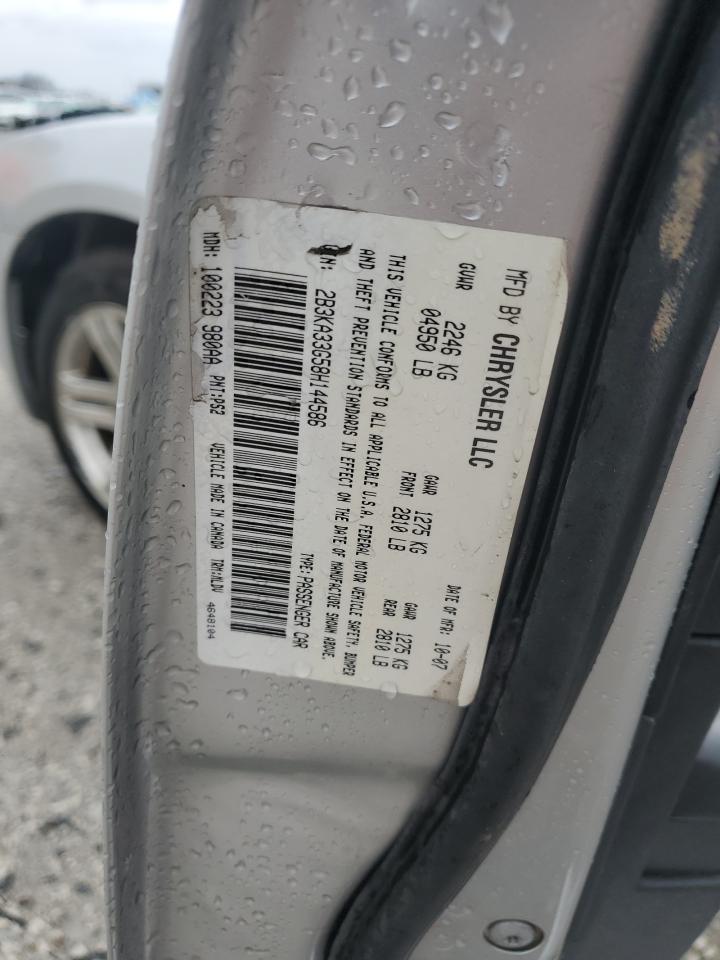 MFD BY CHRYSLER LLC
DATE OF MFR: 10-07
GVWR 2246 KG
04950 LB
GAWR FRONT 1275 KG
2810 LB
GAWR REAR 1275 KG
2810 LB
THIS VEHICLE CONFORMS TO ALL APPLICABLE U.S.A. FEDERAL MOTOR VEHICLE SAFETY, BUMPER
AND THEFT PREVENTION STANDARDS IN EFFECT ON THE DATE OF MANUFACTURE SHOWN ABOVE.
2B3KA33G58H144586
TYPE: PASSENGER CAR
MDH: 100223 980AA PNT: PS2 VEHICLE MADE IN CANADA TRM: MLDV
4648104